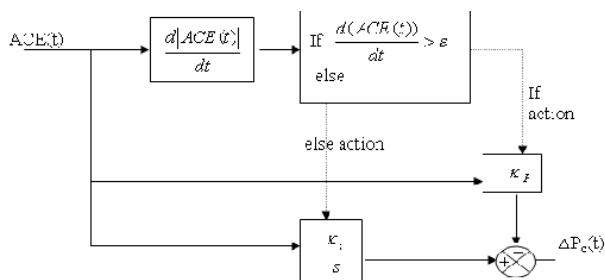 ACE(t)
d|ACE(t)|
dt
If d(ACE(t))
dt > ε
else
If
action
else action
K_P
K_i
s
+ −
ΔP_c(t)